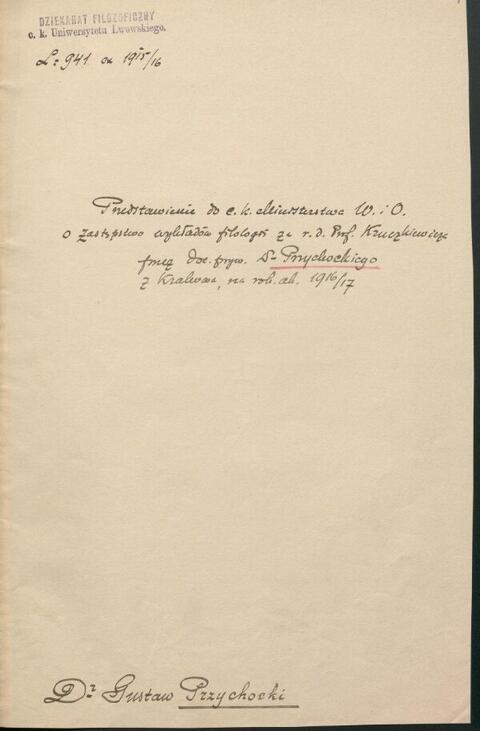 DZIEKANAT FILOZOFICZNY
c. k. Uniwersytetu Lwowskiego.
L: 941 ex 1915/16
Przedstawienie do c. k. Ministerstwa W. i O.
o zastępstwo wykładów filologii za r. d. Prof. Kruczkiewicza
przez doc. pryw. Dra Przychockiego
z Krakowa, na rok. ak. 1916/17
Dr Gustaw Przychocki